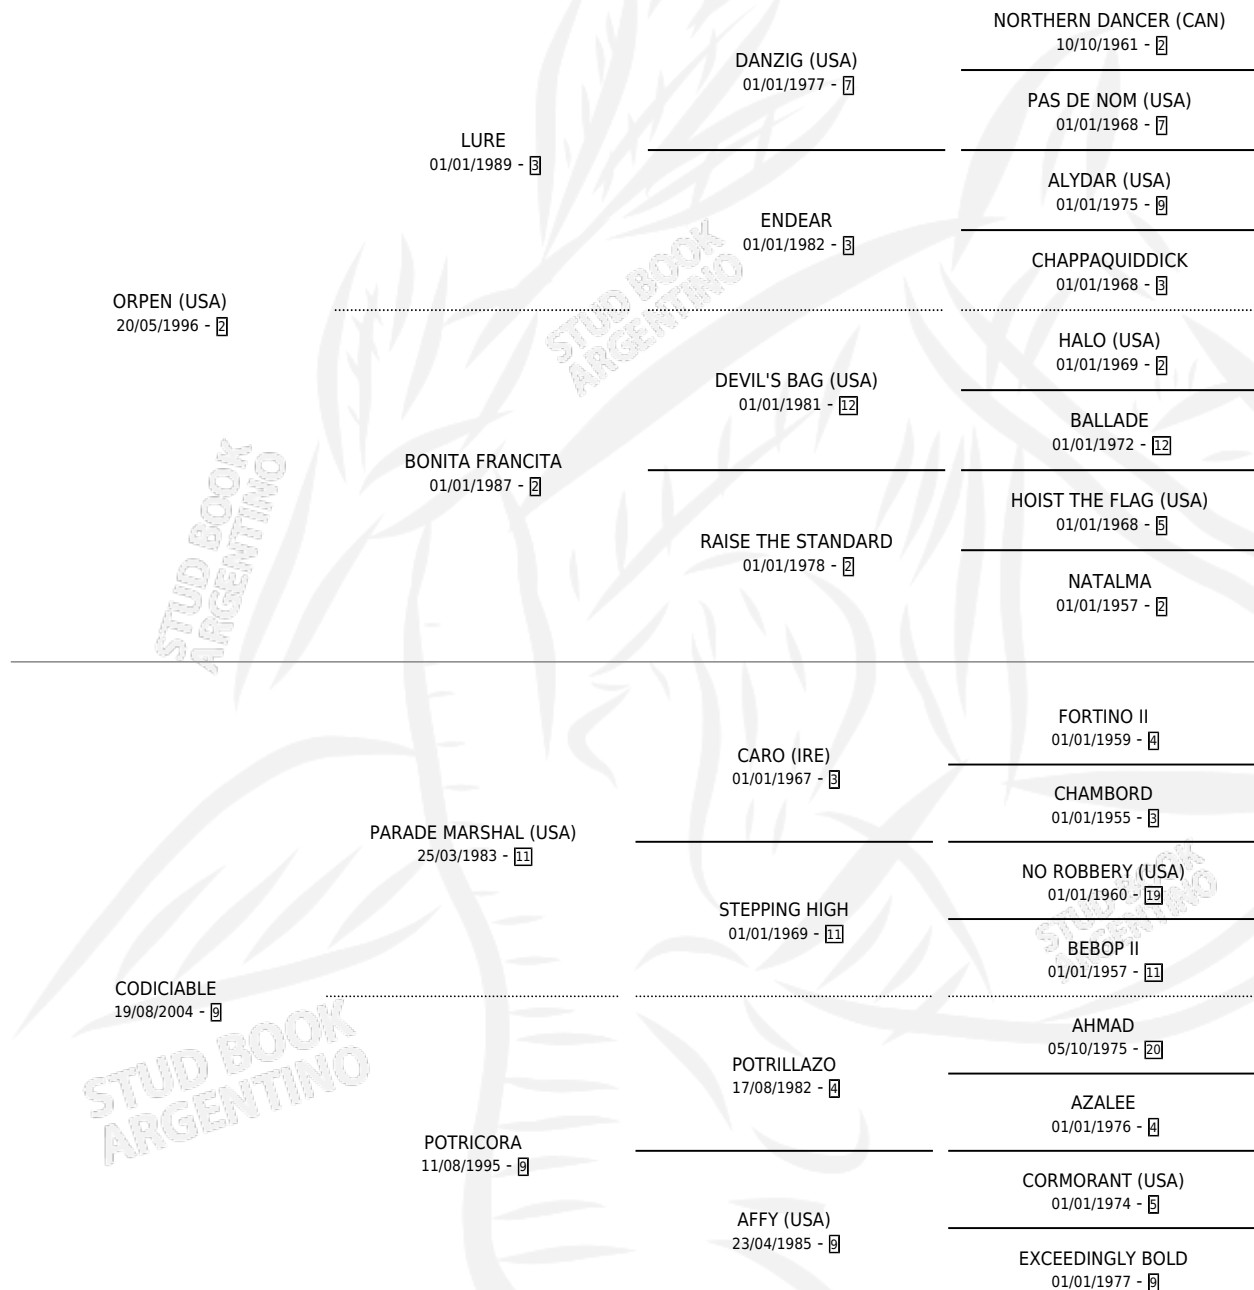 NORTHERN DANCER (CAN)
10/10/1961 - 2
DANZIG (USA)
01/01/1977 - 7
PAS DE NOM (USA)
01/01/1968 - 7
LURE
01/01/1989 - 3
ALYDAR (USA)
01/01/1975 - 9
ENDEAR
01/01/1982 - 3
CHAPPAQUIDDICK
01/01/1968 - 3
ORPEN (USA)
20/05/1996 - 2
STUD BOOK
ARGENTINO
HALO (USA)
01/01/1969 - 2
DEVIL'S BAG (USA)
01/01/1981 - 12
BALLADE
01/01/1972 - 12
BONITA FRANCITA
01/01/1987 - 2
HOIST THE FLAG (USA)
01/01/1968 - 5
RAISE THE STANDARD
01/01/1978 - 2
NATALMA
01/01/1957 - 2
STUD BOOK
ARGENTINO
FORTINO II
01/01/1959 - 4
CARO (IRE)
01/01/1967 - 3
CHAMBORD
01/01/1955 - 3
PARADE MARSHAL (USA)
25/03/1983 - 11
NO ROBBERY (USA)
01/01/1960 - 19
STEPPING HIGH
01/01/1969 - 11
BEBOP II
01/01/1957 - 11
STUD BOOK
ARGENTINO
CODICIABLE
19/08/2004 - 9
STUD BOOK
ARGENTINO
AHMAD
05/10/1975 - 20
POTRILLAZO
17/08/1982 - 4
AZALEE
01/01/1976 - 4
POTRICORA
11/08/1995 - 9
CORMORANT (USA)
01/01/1974 - 5
AFFY (USA)
23/04/1985 - 9
EXCEEDINGLY BOLD
01/01/1977 - 9